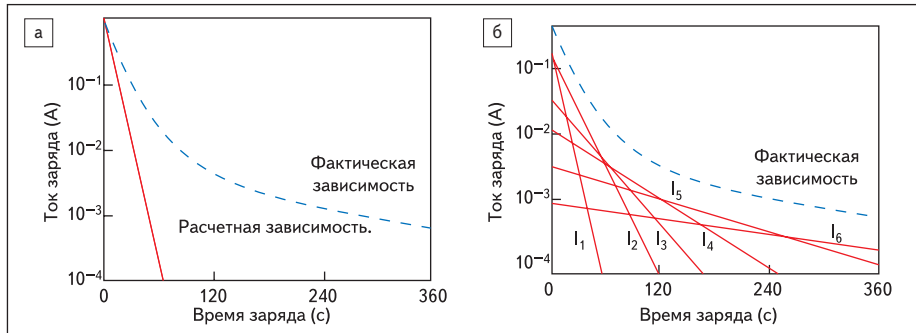 а
Ток заряда (А)
10⁻¹
10⁻²
10⁻³
10⁻⁴
Фактическая
зависимость
Расчетная зависимость.
0
120
240
360
Время заряда (с)
б
Ток заряда (А)
10⁻¹
10⁻²
10⁻³
10⁻⁴
Фактическая
зависимость
I₁
I₂
I₃
I₄
I₅
I₆
0
120
240
360
Время заряда (с)